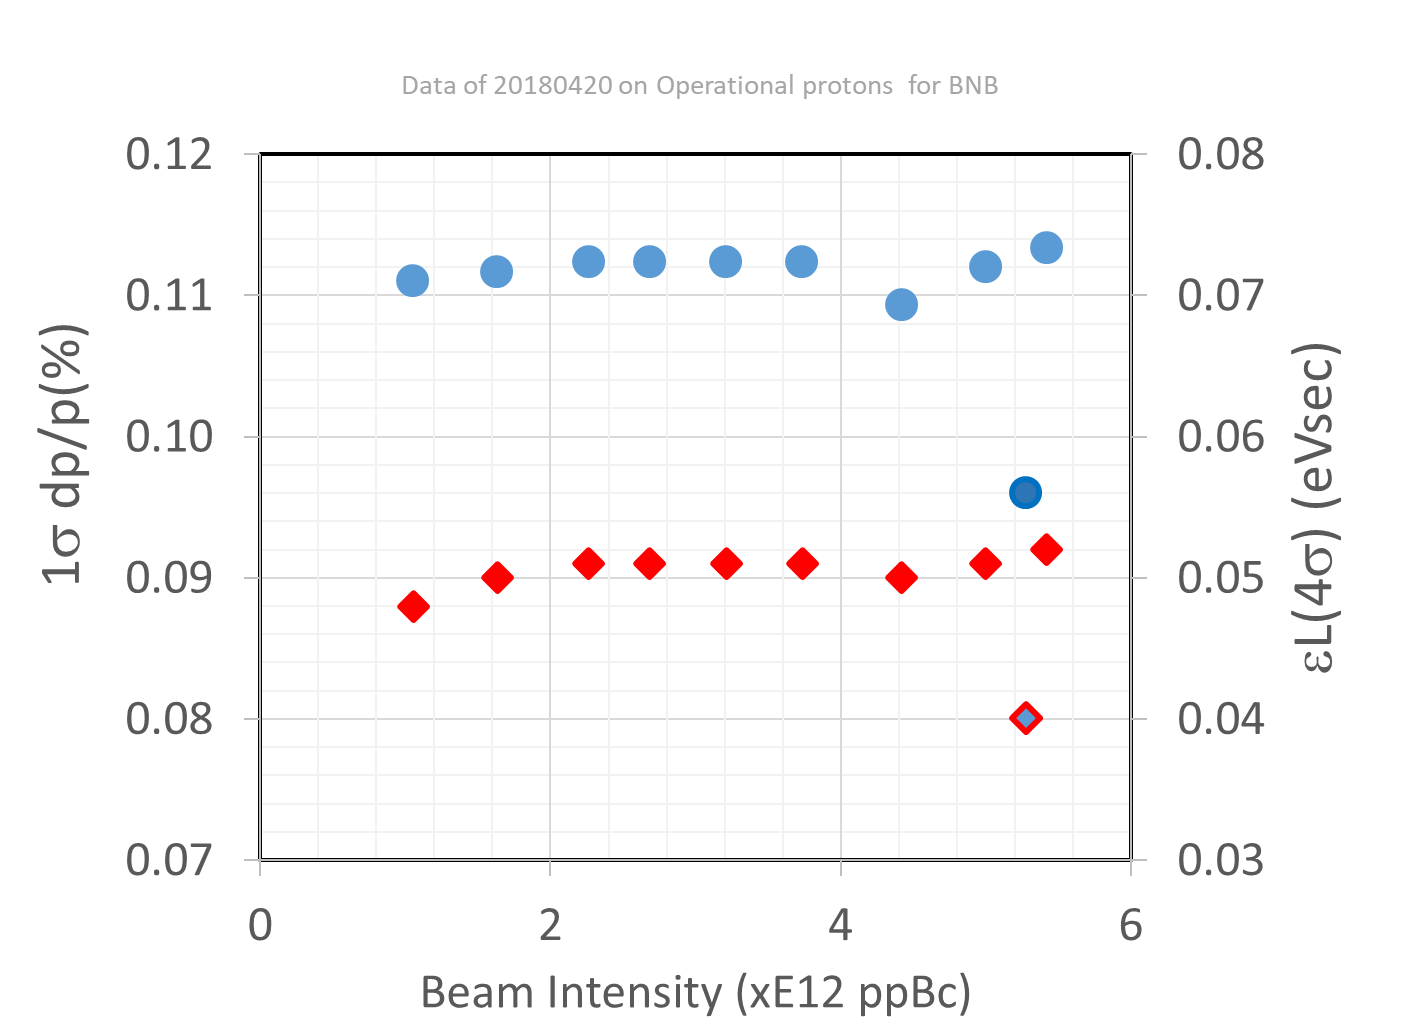 Data of 20180420 on Operational protons  for BNB
0.12
0.11
0.10
0.09
0.08
0.07
1σ dp/p(%)
0.08
0.07
0.06
0.05
0.04
0.03
εL(4σ) (eVsec)
0 2 4 6
Beam Intensity (xE12 ppBc)